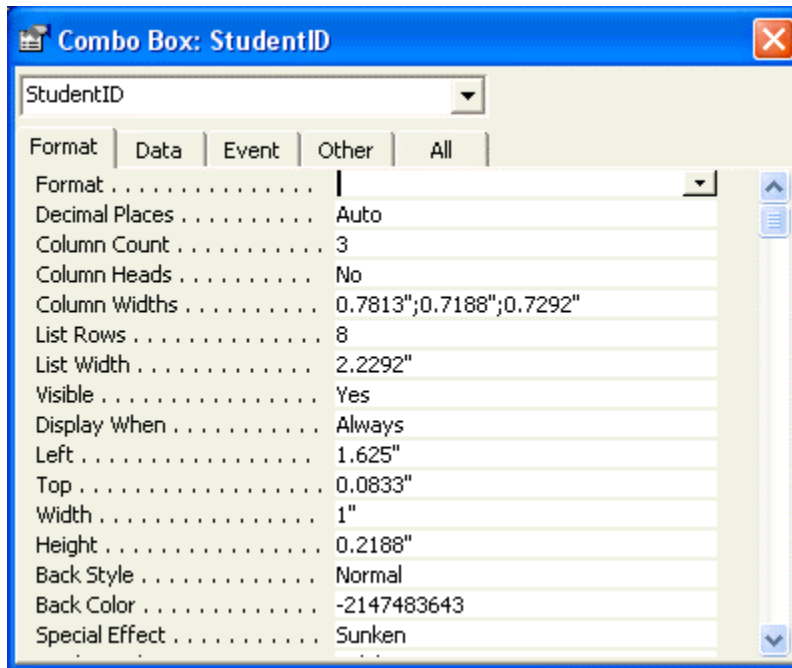 Combo Box: StudentID
StudentID
Format Data Event Other All
Format . . . . . . . . . . . . . . .
Decimal Places . . . . . . . . . . Auto
Column Count . . . . . . . . . . . 3
Column Heads . . . . . . . . . . No
Column Widths . . . . . . . . . . 0.7813";0.7188";0.7292"
List Rows . . . . . . . . . . . . . . 8
List Width . . . . . . . . . . . . . 2.2292"
Visible . . . . . . . . . . . . . . . . Yes
Display When . . . . . . . . . . . Always
Left . . . . . . . . . . . . . . . . . 1.625"
Top . . . . . . . . . . . . . . . . . . 0.0833"
Width . . . . . . . . . . . . . . . . 1"
Height . . . . . . . . . . . . . . . . 0.2188"
Back Style . . . . . . . . . . . . . Normal
Back Color . . . . . . . . . . . . . -2147483643
Special Effect . . . . . . . . . . . Sunken